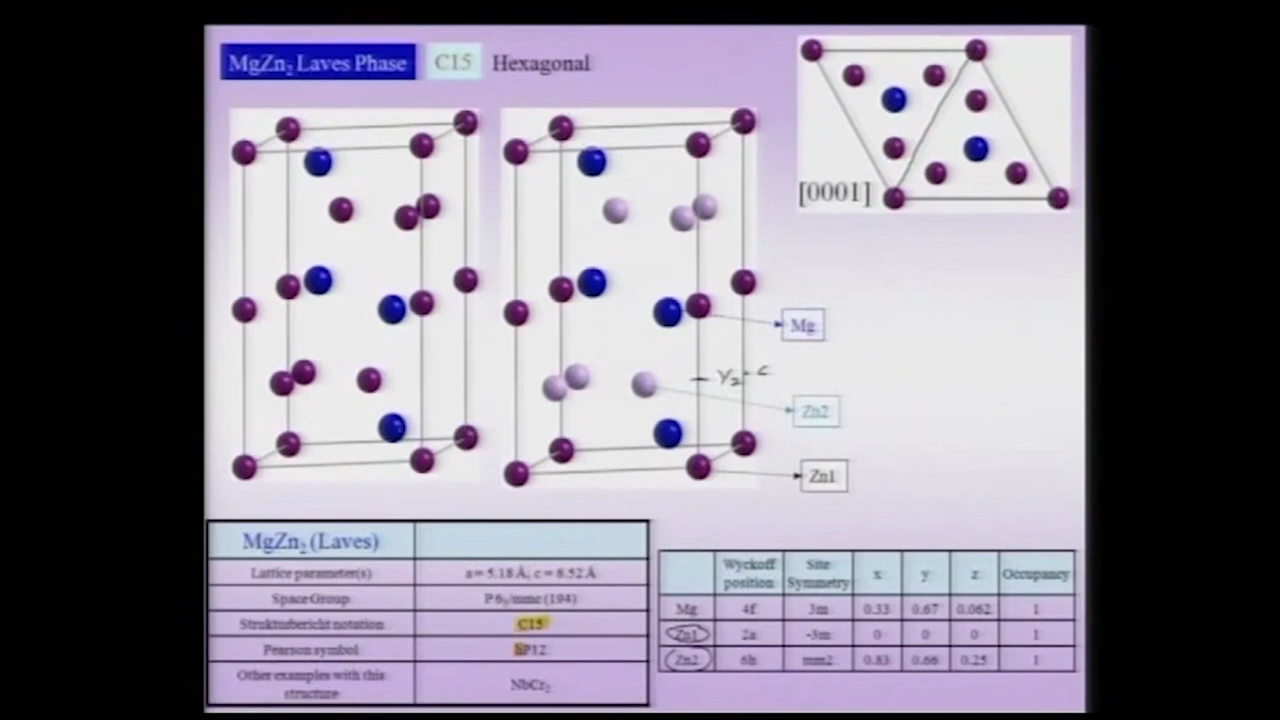 MgZn2 Laves Phase C15 Hexagonal
[0001]
Mg
1/2 c
Zn2
Zn1
MgZn2 (Laves)
Lattice parameter(s) a = 5.18 Å, c = 8.52 Å
Space Group P 63/mmc (194)
Strukturbericht notation C15
Pearson symbol hP12
Other examples with this
structure NbCr2
Wyckoff
position Site
Symmetry x y z Occupancy
Mg 4f 3m 0.33 0.67 0.062 1
Zn1 2a -3m 0 0 0 1
Zn2 6h mm2 0.83 0.66 0.25 1